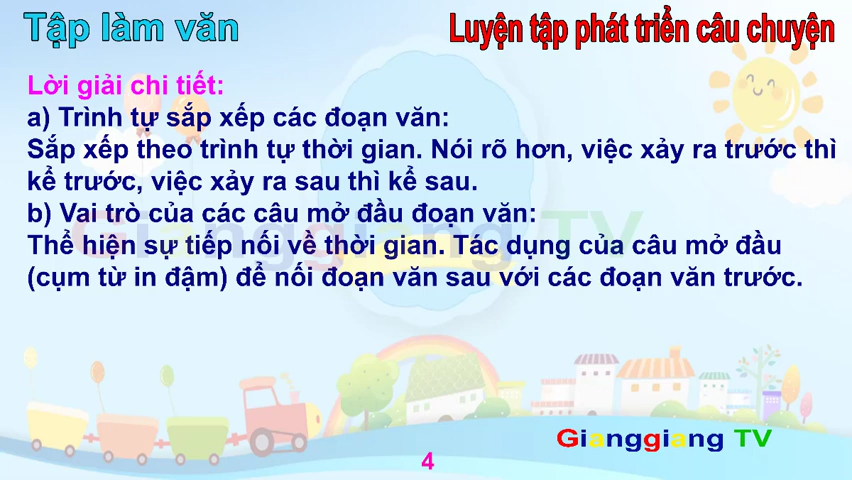 Tập làm văn
Luyện tập phát triển câu chuyện
Lời giải chi tiết:
a) Trình tự sắp xếp các đoạn văn:
Sắp xếp theo trình tự thời gian. Nói rõ hơn, việc xảy ra trước thì
kể trước, việc xảy ra sau thì kể sau.
b) Vai trò của các câu mở đầu đoạn văn:
Thể hiện sự tiếp nối về thời gian. Tác dụng của câu mở đầu
(cụm từ in đậm) để nối đoạn văn sau với các đoạn văn trước.
Gianggiang TV
Gianggiang TV
4